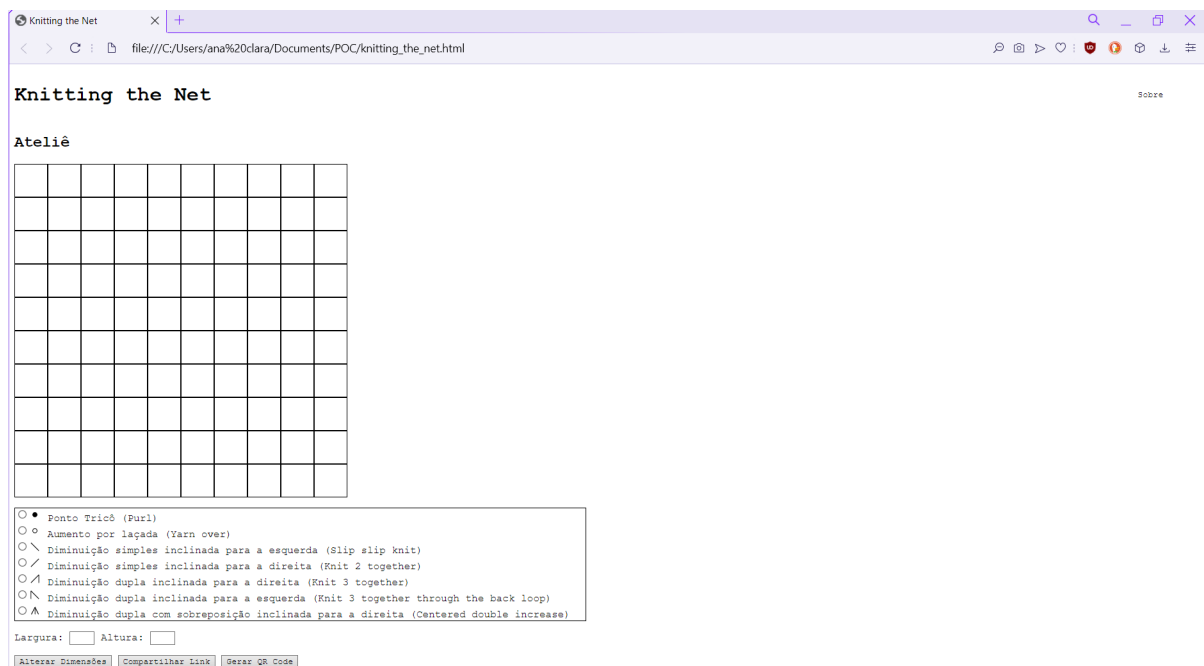 Knitting the Net
file:///C:/Users/ana%20clara/Documents/POC/knitting_the_net.html
Knitting the Net
Sobre
Ateliê
Ponto Tricô (Purl)
Aumento por laçada (Yarn over)
Diminuição simples inclinada para a esquerda (Slip slip knit)
Diminuição simples inclinada para a direita (Knit 2 together)
Diminuição dupla inclinada para a direita (Knit 3 together)
Diminuição dupla inclinada para a esquerda (Knit 3 together through the back loop)
Diminuição dupla com sobreposição inclinada para a direita (Centered double increase)
Largura: Altura:
Alterar Dimensões Compartilhar Link Gerar QR Code